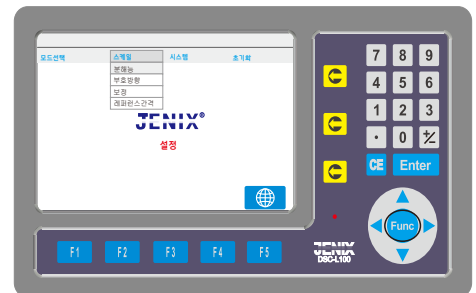 모드선택 스케일 시스템 초기화
분해능
부호방향
보정
레퍼런스간격
JENIX®
설정
7 8 9
4 5 6
1 2 3
· 0 +/-
CE Enter
Func
F1 F2 F3 F4 F5
JENIX
DSC-L100